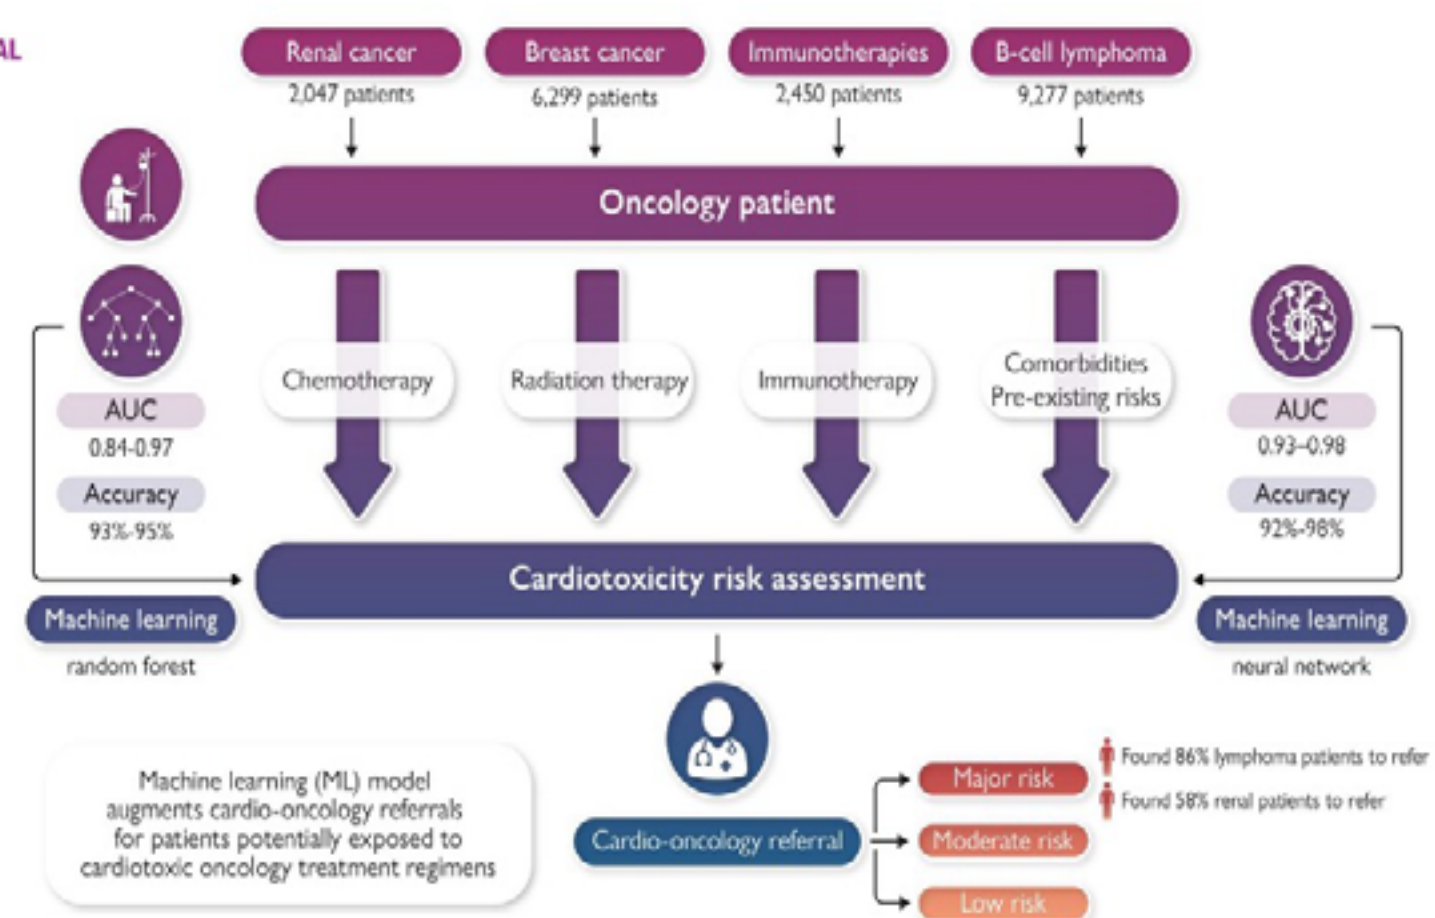 AL
Renal cancer
2,047 patients
Breast cancer
6,299 patients
Immunotherapies
2,450 patients
B-cell lymphoma
9,277 patients
Oncology patient
Chemotherapy
Radiation therapy
Immunotherapy
Comorbidities
Pre-existing risks
AUC
0.84-0.97
Accuracy
93%-95%
AUC
0.93–0.98
Accuracy
92%-98%
Cardiotoxicity risk assessment
Machine learning
random forest
Machine learning
neural network
Machine learning (ML) model
augments cardio-oncology referrals
for patients potentially exposed to
cardiotoxic oncology treatment regimens
Cardio-oncology referral
Major risk
Moderate risk
Low risk
Found 86% lymphoma patients to refer
Found 58% renal patients to refer